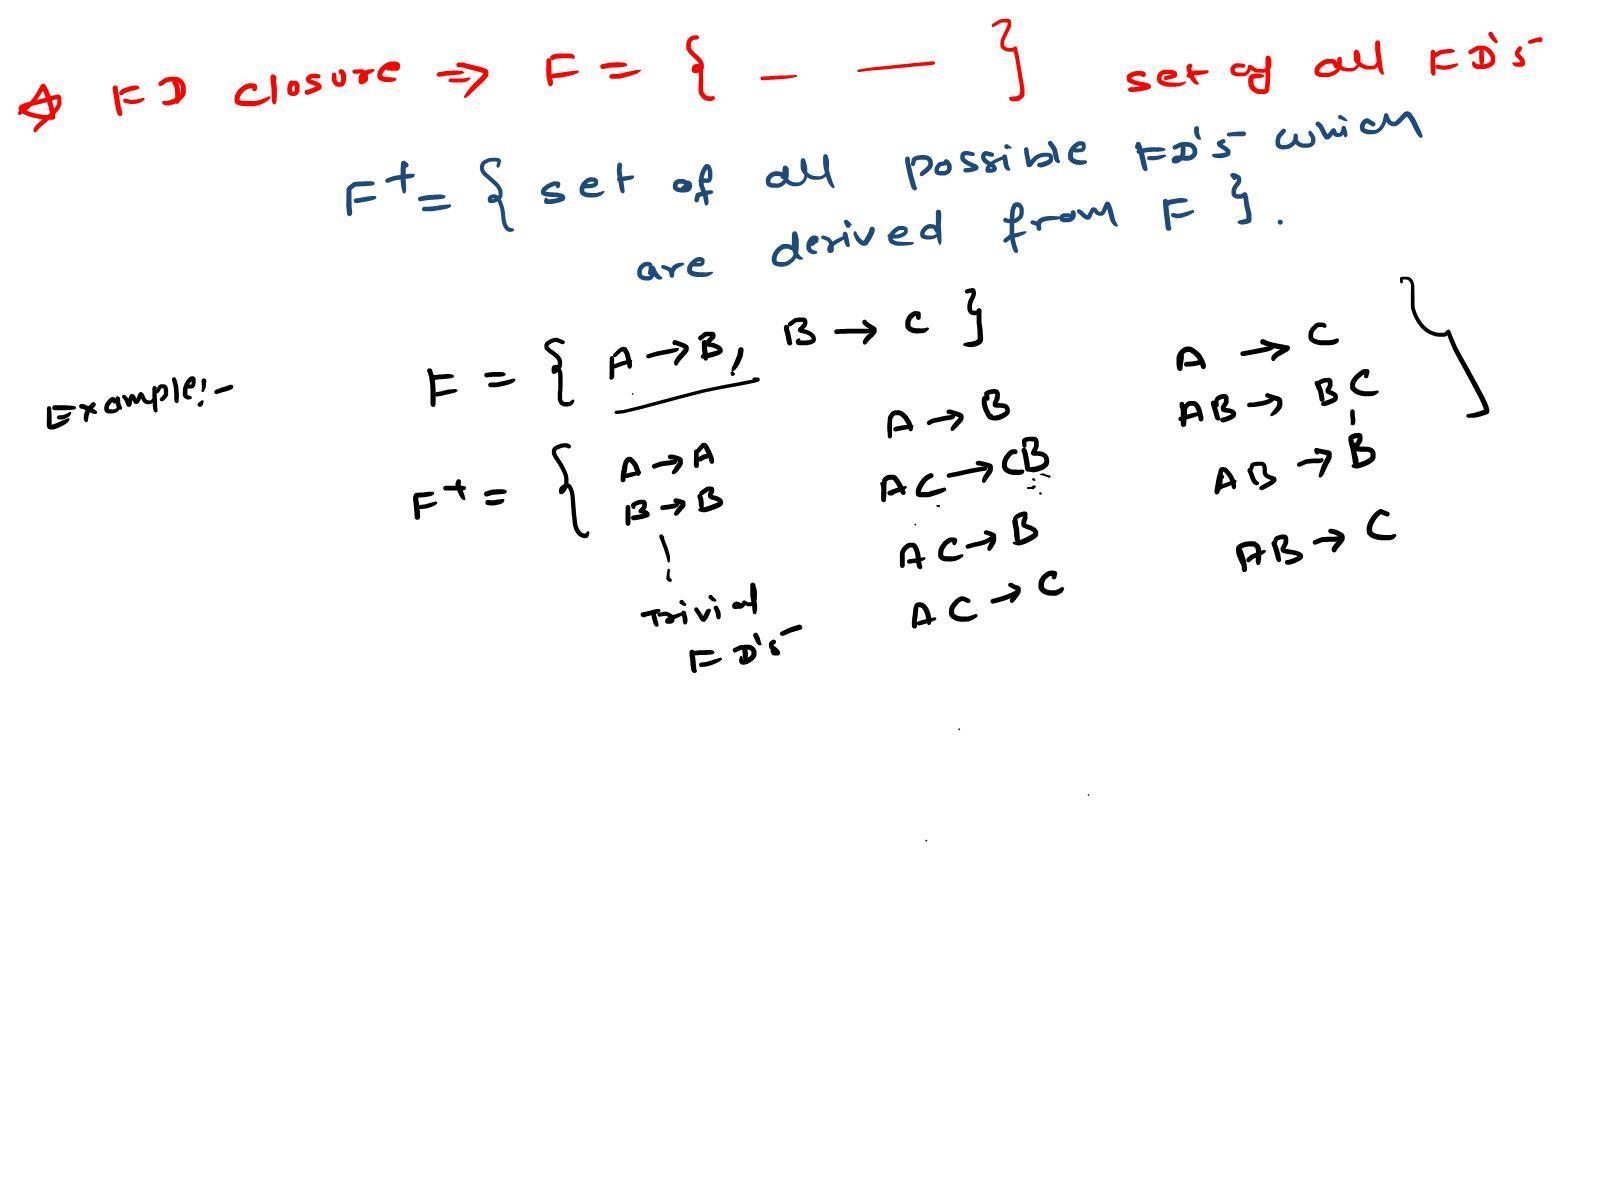 FD closure ⇒ F = { _ — } set of all FD's
F⁺ = { set of all possible FD's which
are derived from F }.
Example:- F = { A → B, B → C }
F⁺ = { A → A A → B A → C }
B → B AC → CB AB → BC
AC → B AB → B
AC → C AB → C
Trivial
FD's